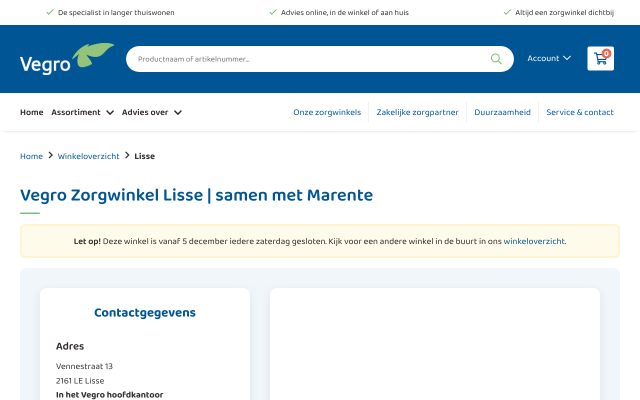 De specialist in langer thuiswonen
Advies online, in de winkel of aan huis
Altijd een zorgwinkel dichtbij
Vegro
Productnaam of artikelnummer...
Account
0
Home
Assortiment
Advies over
Onze zorgwinkels
Zakelijke zorgpartner
Duurzaamheid
Service & contact
Home > Winkeloverzicht > Lisse
Vegro Zorgwinkel Lisse | samen met Marente
Let op! Deze winkel is vanaf 5 december iedere zaterdag gesloten. Kijk voor een andere winkel in de buurt in ons winkeloverzicht.
Contactgegevens
Adres
Vennestraat 13
2161 LE Lisse
In het Vegro hoofdkantoor